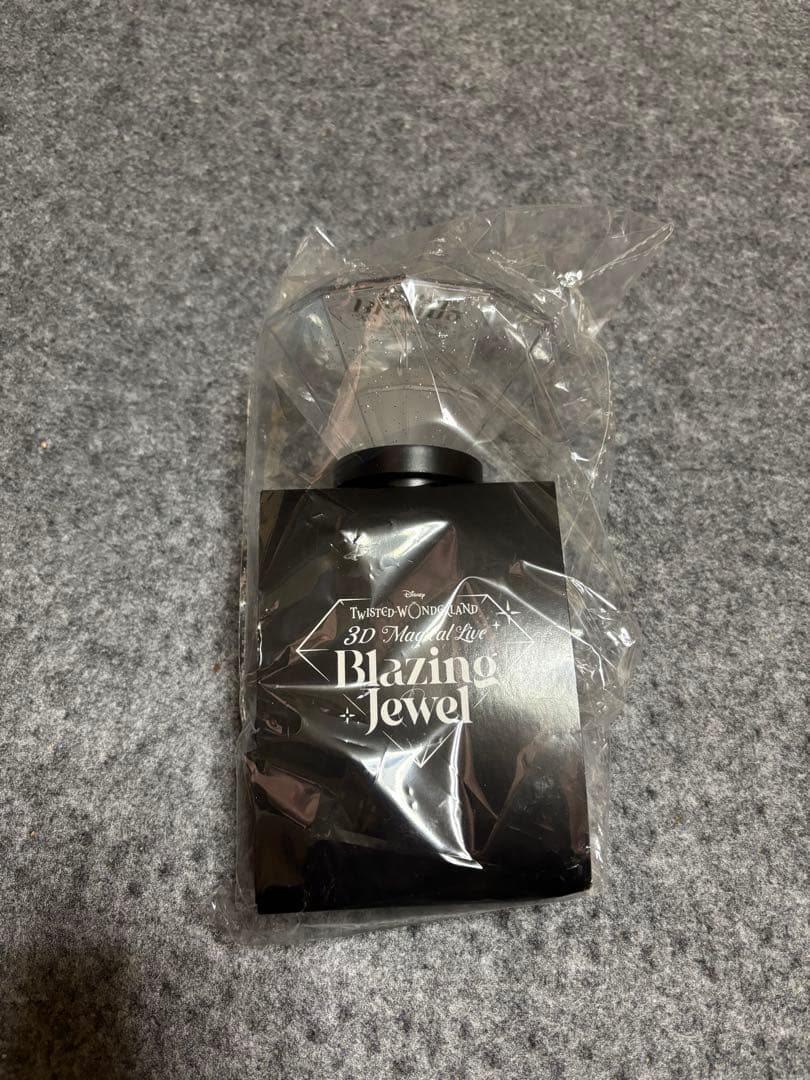 Disney
TWISTED-WONDERLAND
3D Magical Live
Blazing
Jewel